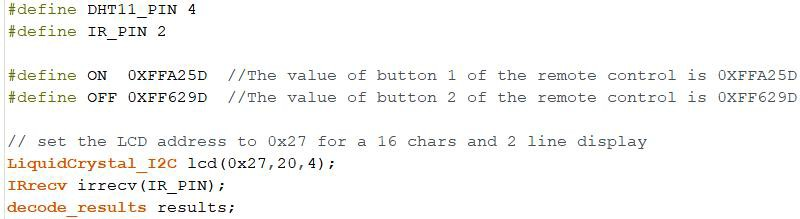 #define DHT11_PIN 4
#define IR_PIN 2
#define ON  0XFFA25D  //The value of button 1 of the remote control is 0XFFA25D
#define OFF 0XFF629D  //The value of button 2 of the remote control is 0XFF629D
// set the LCD address to 0x27 for a 16 chars and 2 line display
LiquidCrystal_I2C lcd(0x27,20,4);
IRrecv irrecv(IR_PIN);
decode_results results;